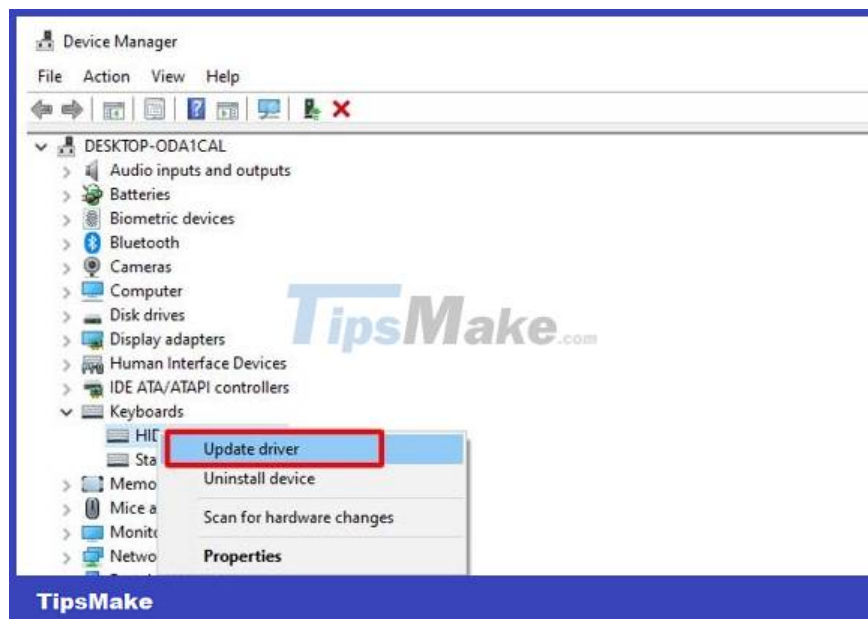 Device Manager
File Action View Help
DESKTOP-ODA1CAL
Audio inputs and outputs
Batteries
Biometric devices
Bluetooth
Cameras
Computer
Disk drives
Display adapters
Human Interface Devices
IDE ATA/ATAPI controllers
Keyboards
HID
Update driver
Sta
Uninstall device
Memo
Mice a
Scan for hardware changes
Monito
Netwo
Properties
TipsMake.com
TipsMake